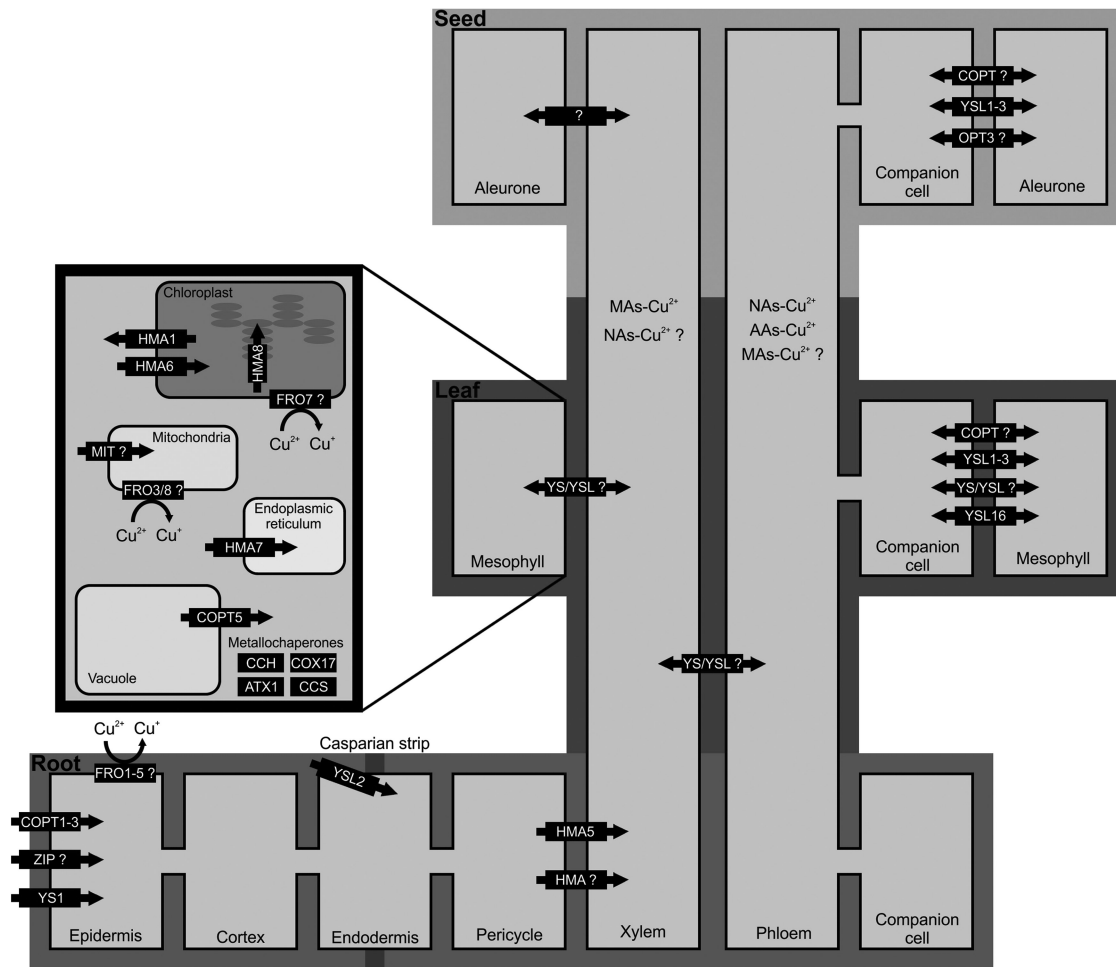 Seed
COPT ?
YSL1-3
OPT3 ?
?
Aleurone
Companion
cell
Aleurone
MAs-Cu²⁺
NAs-Cu²⁺ ?
NAs-Cu²⁺
AAs-Cu²⁺
MAs-Cu²⁺ ?
Chloroplast
HMA1
HMA6
HMA8
FRO7 ?
Cu²⁺ Cu⁺
Mitochondria
MIT ?
FRO3/8 ?
Cu²⁺ Cu⁺
Endoplasmic
reticulum
HMA7
COPT5
Vacuole
Metallochaperones
CCH COX17
ATX1 CCS
Leaf
YS/YSL ?
Mesophyll
COPT ?
YSL1-3
YS/YSL ?
YSL16
Companion
cell
Mesophyll
YS/YSL ?
Cu²⁺ Cu⁺
Root
FRO1-5 ?
Casparian strip
YSL2
COPT1-3
ZIP ?
YS1
HMA5
HMA ?
Epidermis
Cortex
Endodermis
Pericycle
Xylem
Phloem
Companion
cell